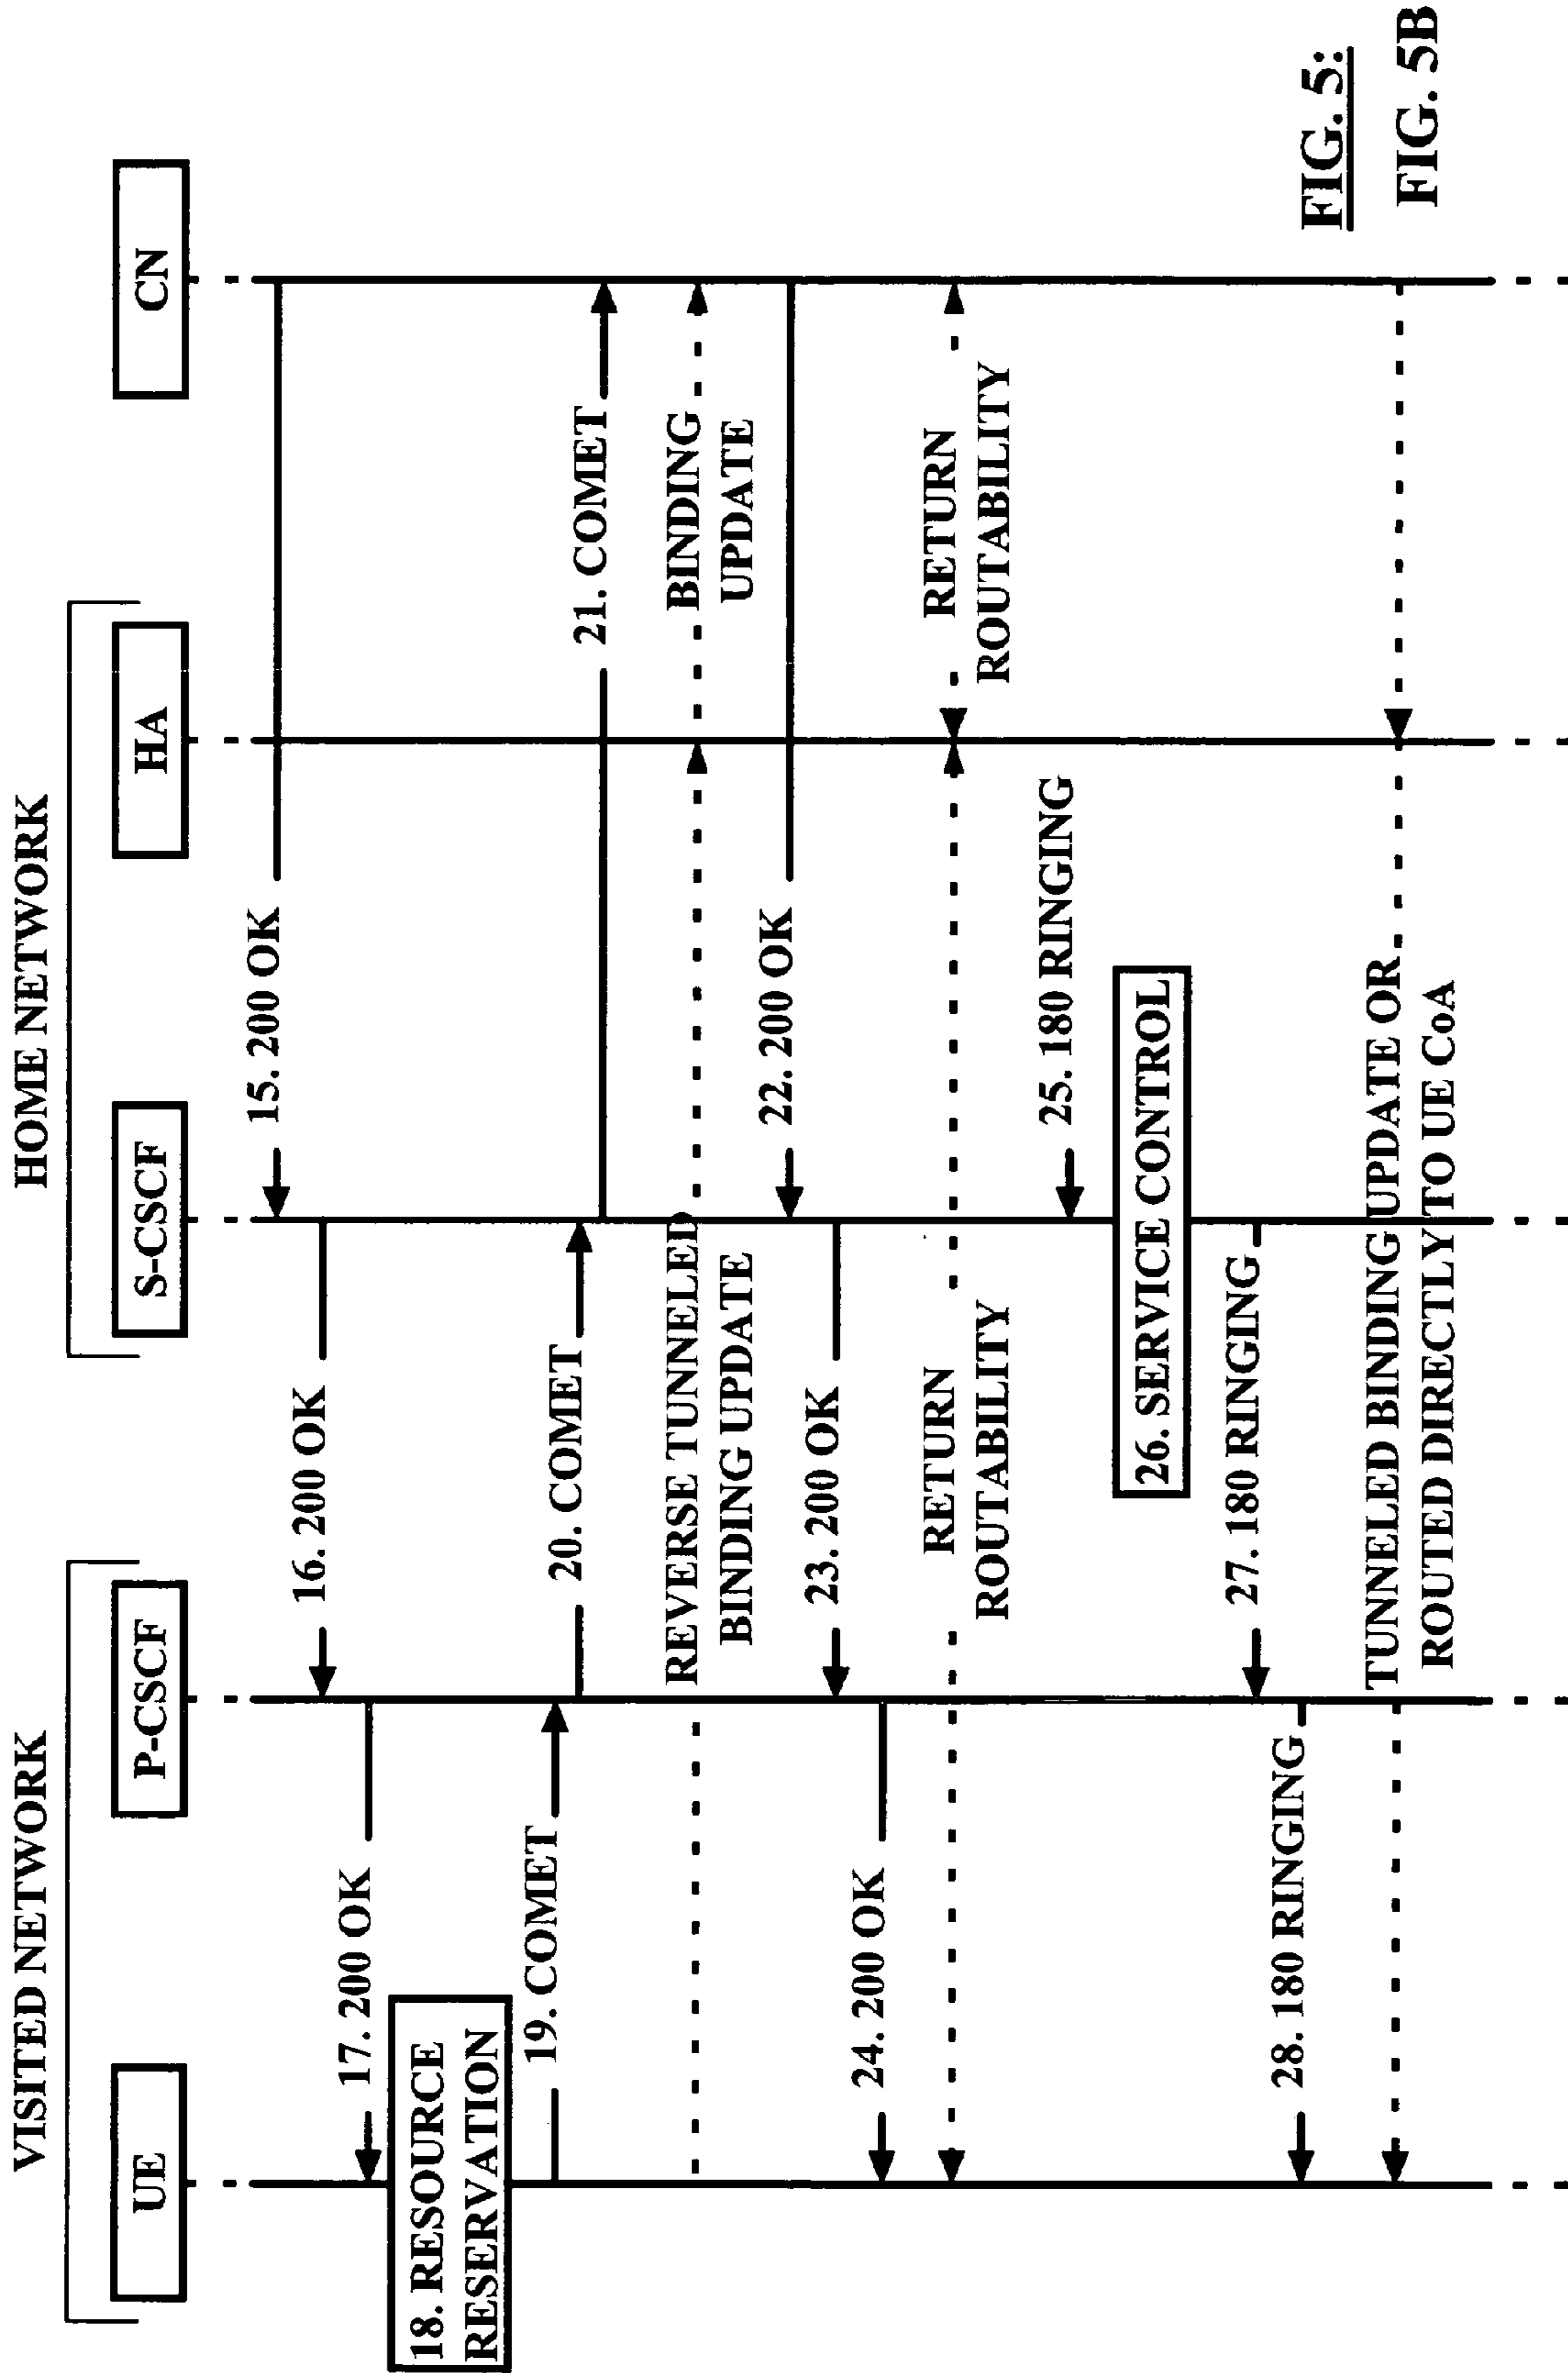 VISITED NETWORK
HOME NETWORK
UE
P-CSCF
S-CSCF
HA
CN
15. 200 OK
16. 200 OK
17. 200 OK
18. RESOURCE
RESERVATION
19. COMET
20. COMET
21. COMET
REVERSE TUNNELED
BINDING UPDATE
BINDING
UPDATE
22. 200 OK
23. 200 OK
24. 200 OK
RETURN
ROUTABILITY
RETURN
ROUTABILITY
25. 180 RINGING
26. SERVICE CONTROL
27. 180 RINGING
28. 180 RINGING
TUNNELED BINDING UPDATE OR
ROUTED DIRECTLY TO UE CoA
FIG. 5:
FIG. 5B